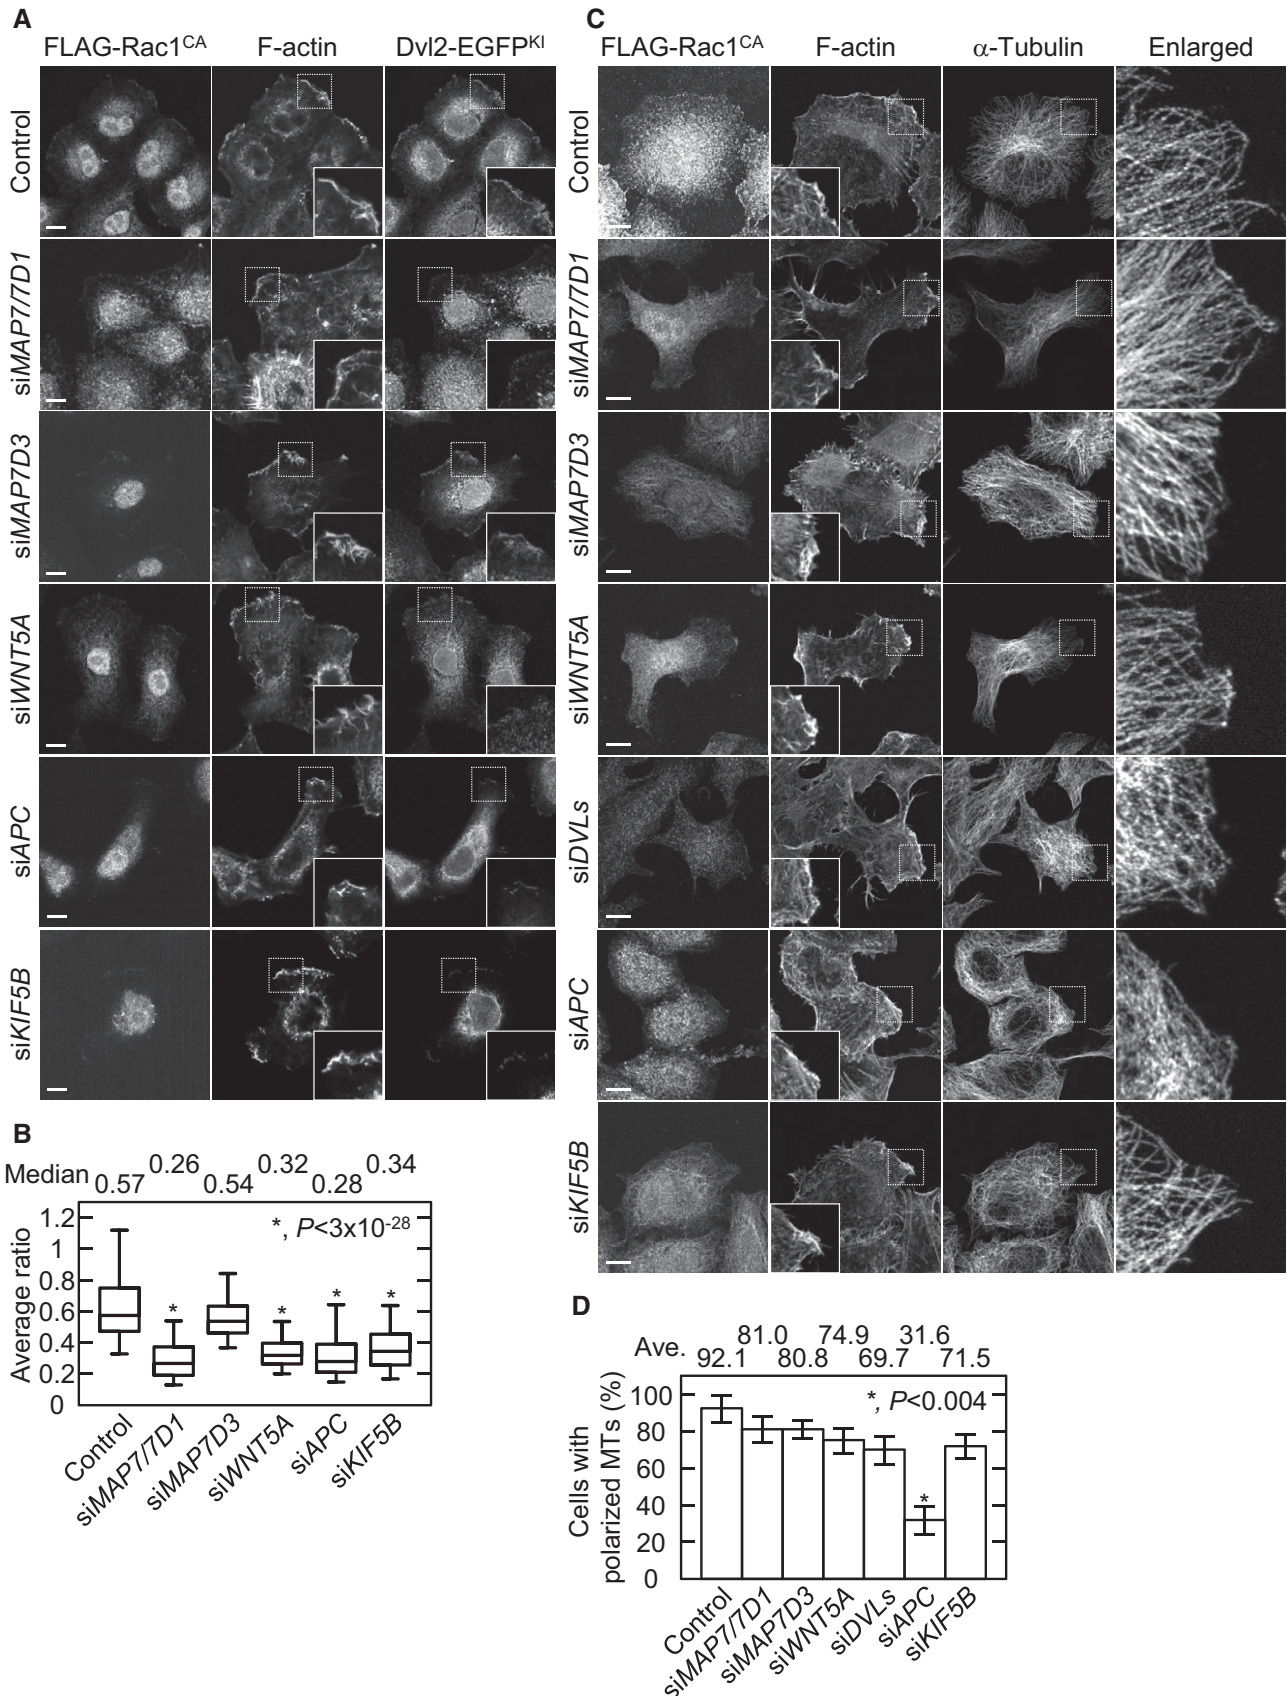 A
FLAG-Rac1CA F-actin Dvl2-EGFPKI
Control
siMAP7/7D1
siMAP7D3
siWNT5A
siAPC
siKIF5B
B
Median 0.57 0.26 0.54 0.32 0.28 0.34
*, P<3x10-28
Average ratio
1.2
1
0.8
0.6
0.4
0.2
0
* * * *
Control siMAP7/7D1 siMAP7D3 siWNT5A siAPC siKIF5B
C
FLAG-Rac1CA F-actin α-Tubulin Enlarged
Control
siMAP7/7D1
siMAP7D3
siWNT5A
siDVLs
siAPC
siKIF5B
D
Ave. 92.1 81.0 80.8 74.9 69.7 31.6 71.5
*, P<0.004
Cells with
polarized MTs (%)
100
80
60
40
20
0
*
Control siMAP7/7D1 siMAP7D3 siWNT5A siDVLs siAPC siKIF5B